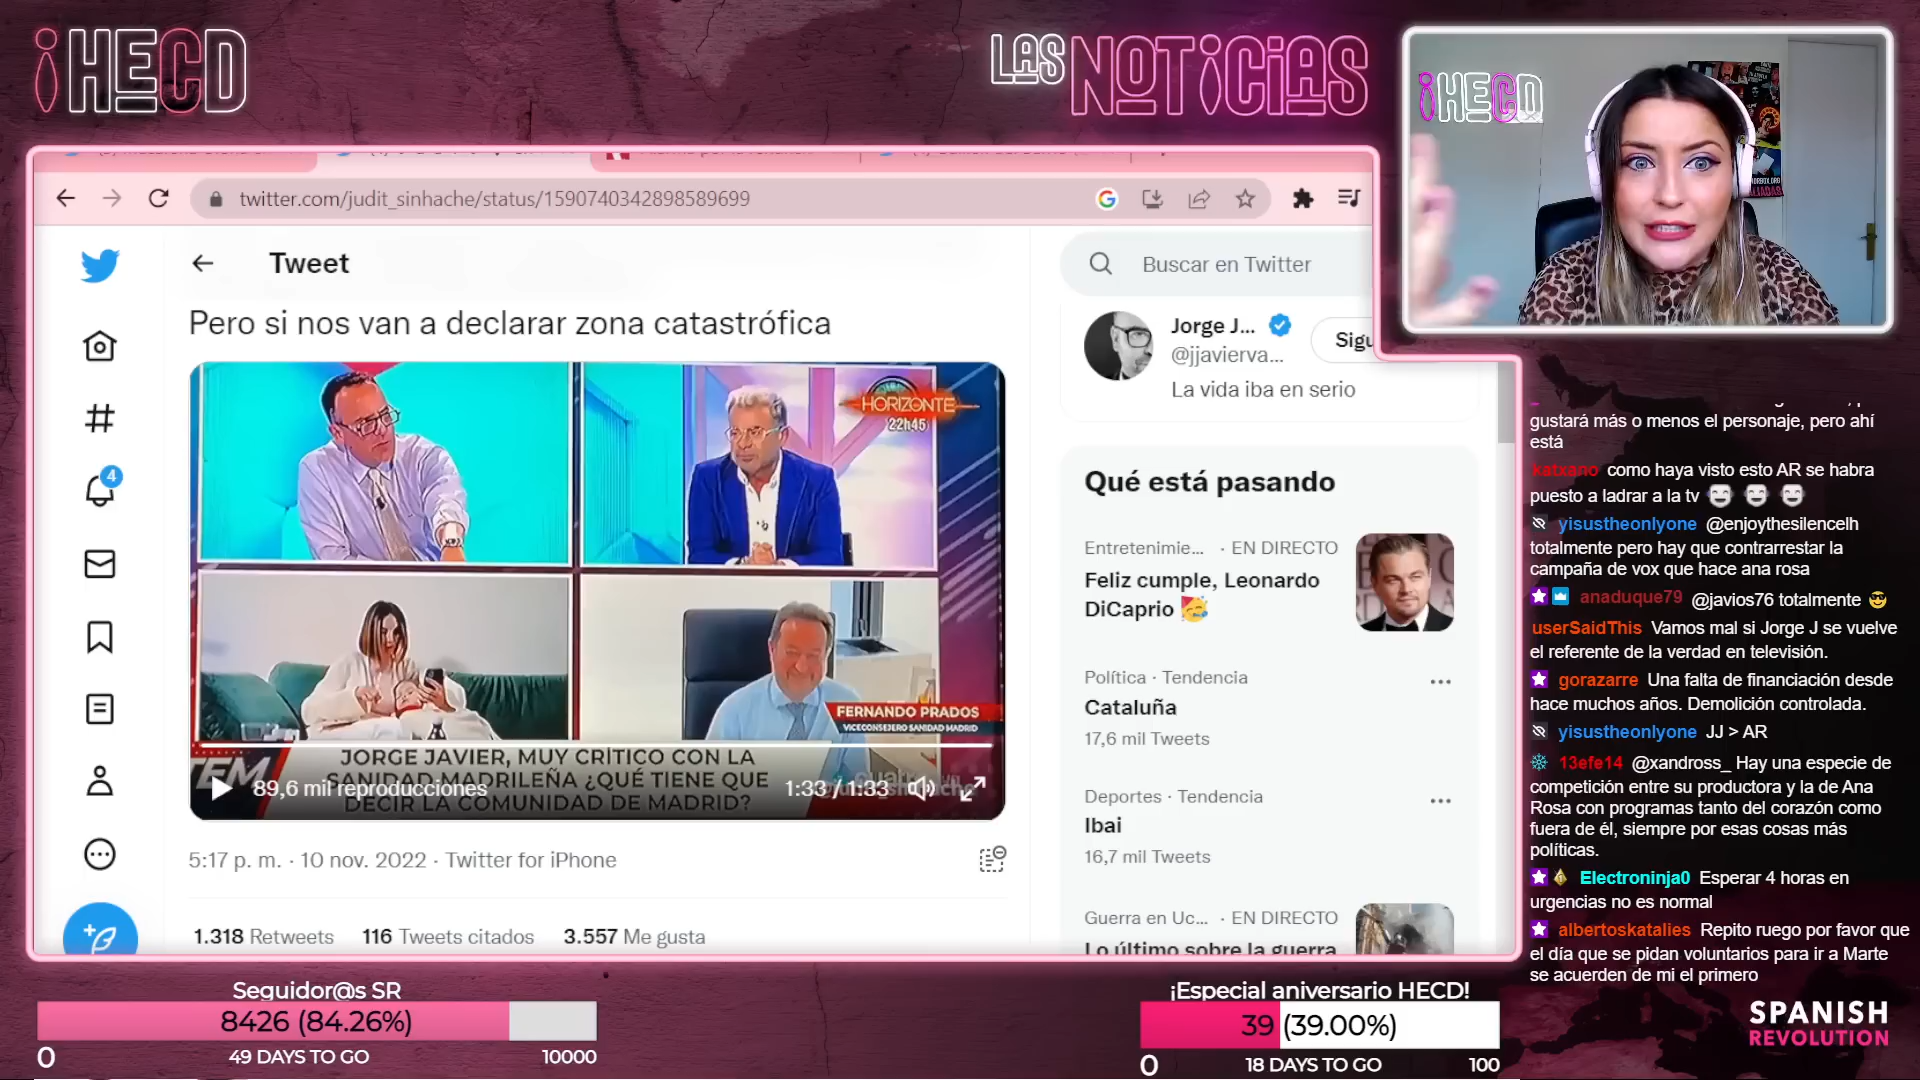 ¡HECD
LAS NOTICIAS
¡HECD
twitter.com/judit_sinhache/status/1590740342898589699
Tweet
Pero si nos van a declarar zona catastrófica
HORIZONTE
22h45
FERNANDO PRADOS
VICECONSEJERO SANIDAD MADRID
JORGE JAVIER, MUY CRÍTICO CON LA
SANIDAD MADRILEÑA ¿QUÉ TIENE QUE
DECIR LA COMUNIDAD DE MADRID?
89,6 mil reproducciones
1:33 / 1:33
5:17 p. m. · 10 nov. 2022 · Twitter for iPhone
1.318 Retweets 116 Tweets citados 3.557 Me gusta
4
Buscar en Twitter
Jorge J...
@jjavierva...
Sigu
La vida iba en serio
Qué está pasando
Entretenimie... · EN DIRECTO
Feliz cumple, Leonardo
DiCaprio
Política · Tendencia
Cataluña
17,6 mil Tweets
Deportes · Tendencia
Ibai
16,7 mil Tweets
Guerra en Uc... · EN DIRECTO
Lo último sobre la guerra
gustará más o menos el personaje, pero ahí
está
katxano como haya visto esto AR se habra
puesto a ladrar a la tv
yisustheonlyone @enjoythesilencelh
totalmente pero hay que contrarrestar la
campaña de vox que hace ana rosa
anaduque79 @javios76 totalmente
userSaidThis Vamos mal si Jorge J se vuelve
el referente de la verdad en televisión.
gorazarre Una falta de financiación desde
hace muchos años. Demolición controlada.
yisustheonlyone JJ > AR
13efe14 @xandross_ Hay una especie de
competición entre su productora y la de Ana
Rosa con programas tanto del corazón como
fuera de él, siempre por esas cosas más
políticas.
Electroninja0 Esperar 4 horas en
urgencias no es normal
albertoskatalies Repito ruego por favor que
el día que se pidan voluntarios para ir a Marte
se acuerden de mi el primero
Seguidor@s SR
8426 (84.26%)
0 49 DAYS TO GO 10000
¡Especial aniversario HECD!
39 (39.00%)
0 18 DAYS TO GO 100
SPANISH
REVOLUTION